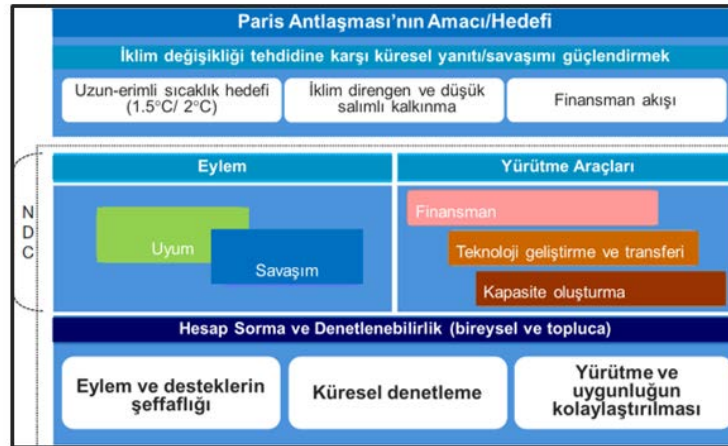 Paris Antlaşması'nın Amacı/Hedefi
İklim değişikliği tehdidine karşı küresel yanıtı/savaşımı güçlendirmek
Uzun-erimli sıcaklık hedefi
(1.5°C/ 2°C)
İklim direngen ve düşük
salımlı kalkınma
Finansman akışı
N
D
C
Eylem
Uyum
Savaşım
Yürütme Araçları
Finansman
Teknoloji geliştirme ve transferi
Kapasite oluşturma
Hesap Sorma ve Denetlenebilirlik (bireysel ve topluca)
Eylem ve desteklerin
şeffaflığı
Küresel denetleme
Yürütme ve
uygunluğun
kolaylaştırılması